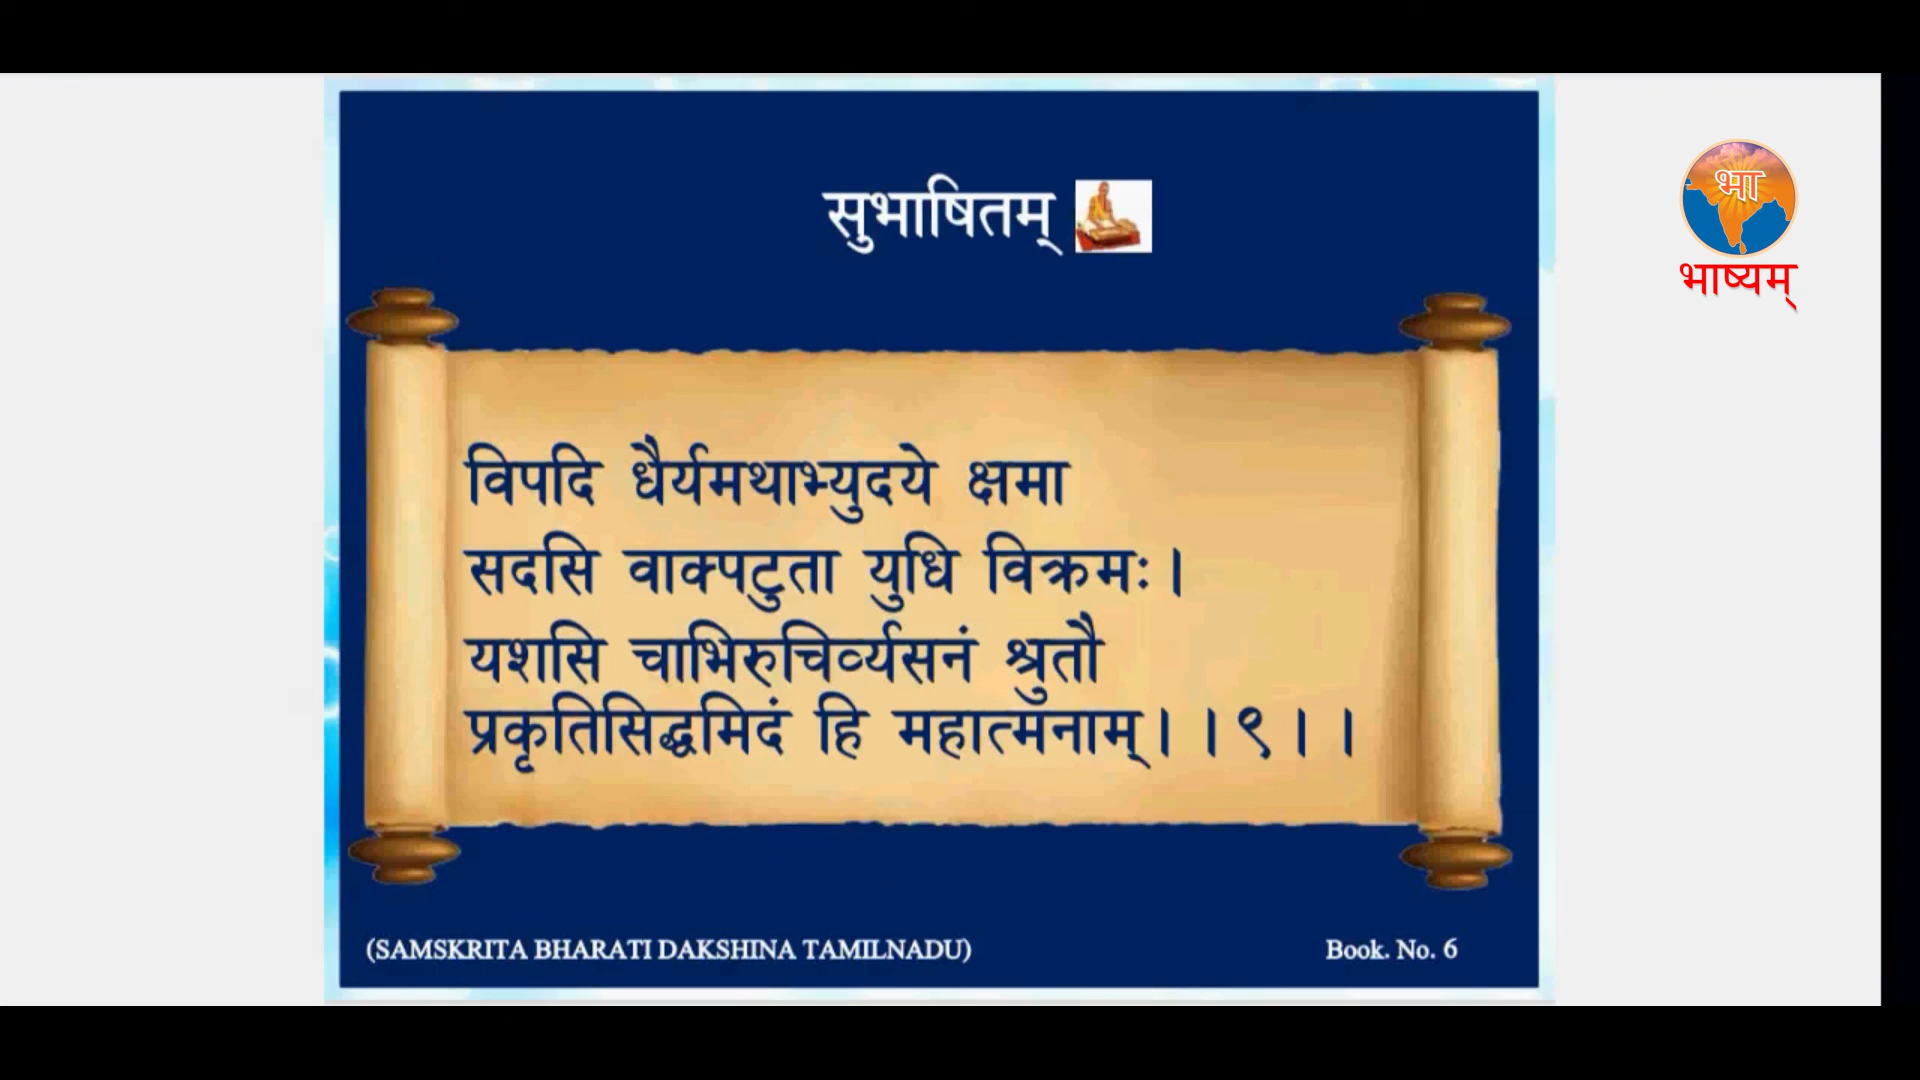 सुभाषितम्
भा
भाष्यम्
विपदि धैर्यमथाभ्युदये क्षमा
सदसि वाक्पटुता युधि विक्रमः।
यशसि चाभिरुचिर्व्यसनं श्रुतौ
प्रकृतिसिद्धमिदं हि महात्मनाम्।।९।।
(SAMSKRITA BHARATI DAKSHINA TAMILNADU)
Book. No. 6